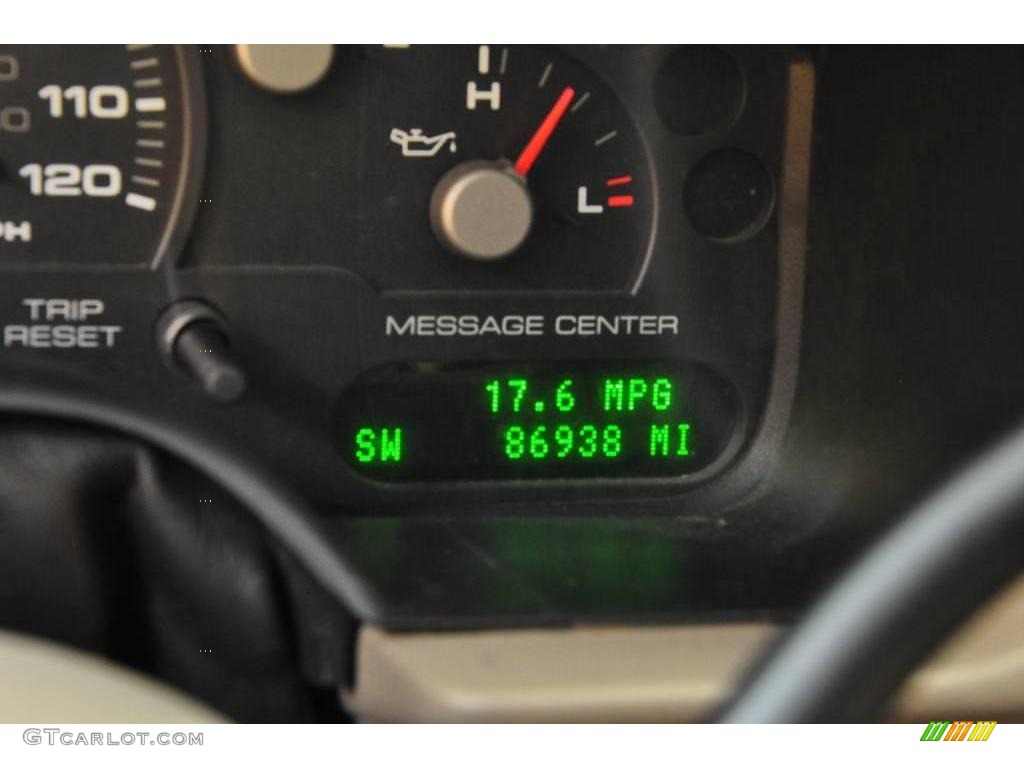 110
120
H
L
TRIP
RESET
MESSAGE CENTER
17.6 MPG
SW 86938 MI
GTCARLOT.COM